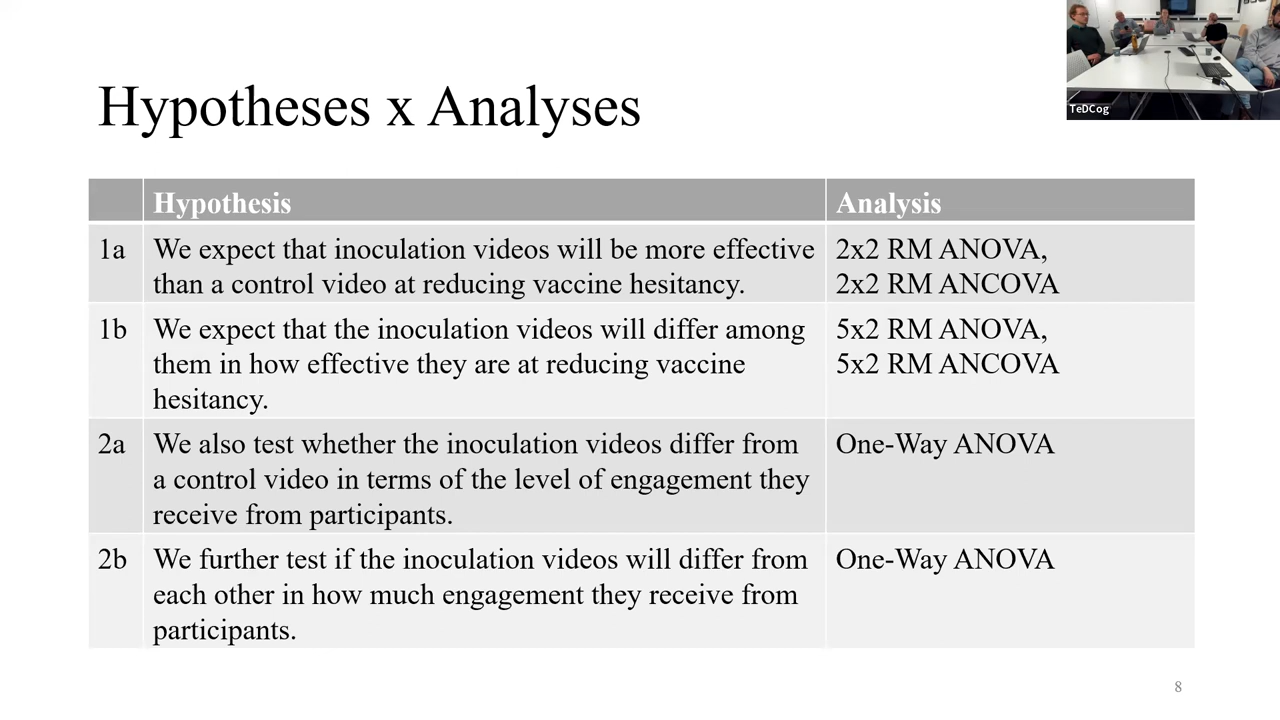 TeDCog
Hypotheses x Analyses
Hypothesis
Analysis
1a
We expect that inoculation videos will be more effective
than a control video at reducing vaccine hesitancy.
2x2 RM ANOVA,
2x2 RM ANCOVA
1b
We expect that the inoculation videos will differ among
them in how effective they are at reducing vaccine
hesitancy.
5x2 RM ANOVA,
5x2 RM ANCOVA
2a
We also test whether the inoculation videos differ from
a control video in terms of the level of engagement they
receive from participants.
One-Way ANOVA
2b
We further test if the inoculation videos will differ from
each other in how much engagement they receive from
participants.
One-Way ANOVA
8